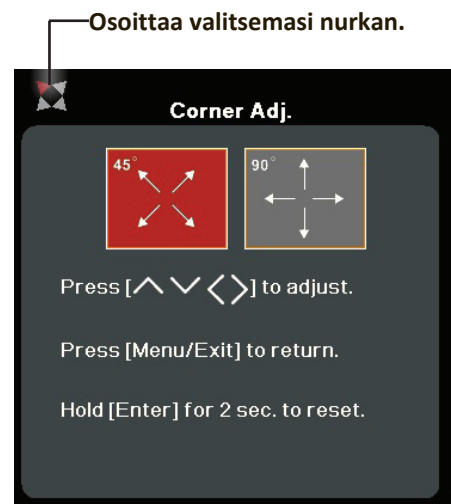 Osoittaa valitsemasi nurkan.
Corner Adj.
45° 90°
Press [∧∨<>] to adjust.
Press [Menu/Exit] to return.
Hold [Enter] for 2 sec. to reset.